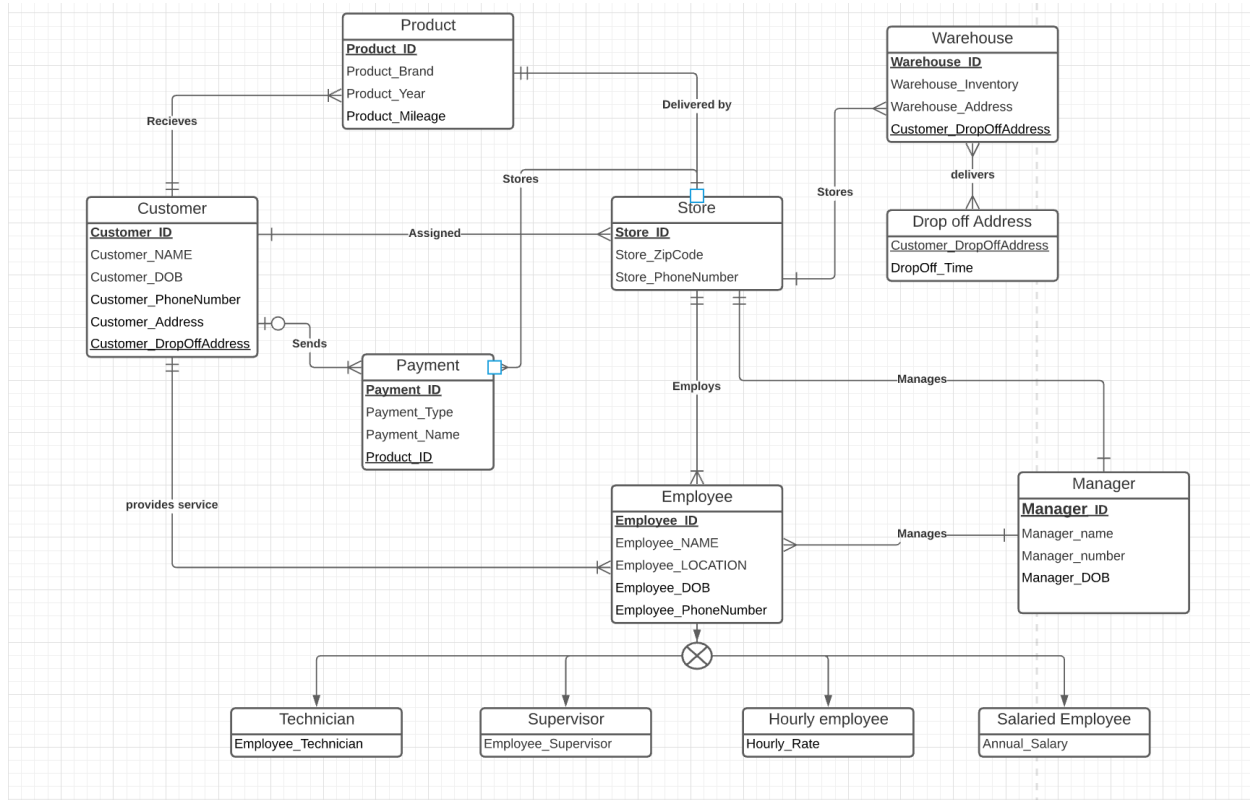 Product
Product_ID
Product_Brand
Product_Year
Product_Mileage
Warehouse
Warehouse_ID
Warehouse_Inventory
Warehouse_Address
Customer_DropOffAddress
Delivered by
Recieves
Stores
Stores
delivers
Customer
Customer_ID
Customer_NAME
Customer_DOB
Customer_PhoneNumber
Customer_Address
Customer_DropOffAddress
Assigned
Store
Store_ID
Store_ZipCode
Store_PhoneNumber
Drop off Address
Customer_DropOffAddress
DropOff_Time
Sends
Payment
Payment_ID
Payment_Type
Payment_Name
Product_ID
Employs
Manages
provides service
Employee
Employee_ID
Employee_NAME
Employee_LOCATION
Employee_DOB
Employee_PhoneNumber
Manages
Manager
Manager_ID
Manager_name
Manager_number
Manager_DOB
Technician
Employee_Technician
Supervisor
Employee_Supervisor
Hourly employee
Hourly_Rate
Salaried Employee
Annual_Salary